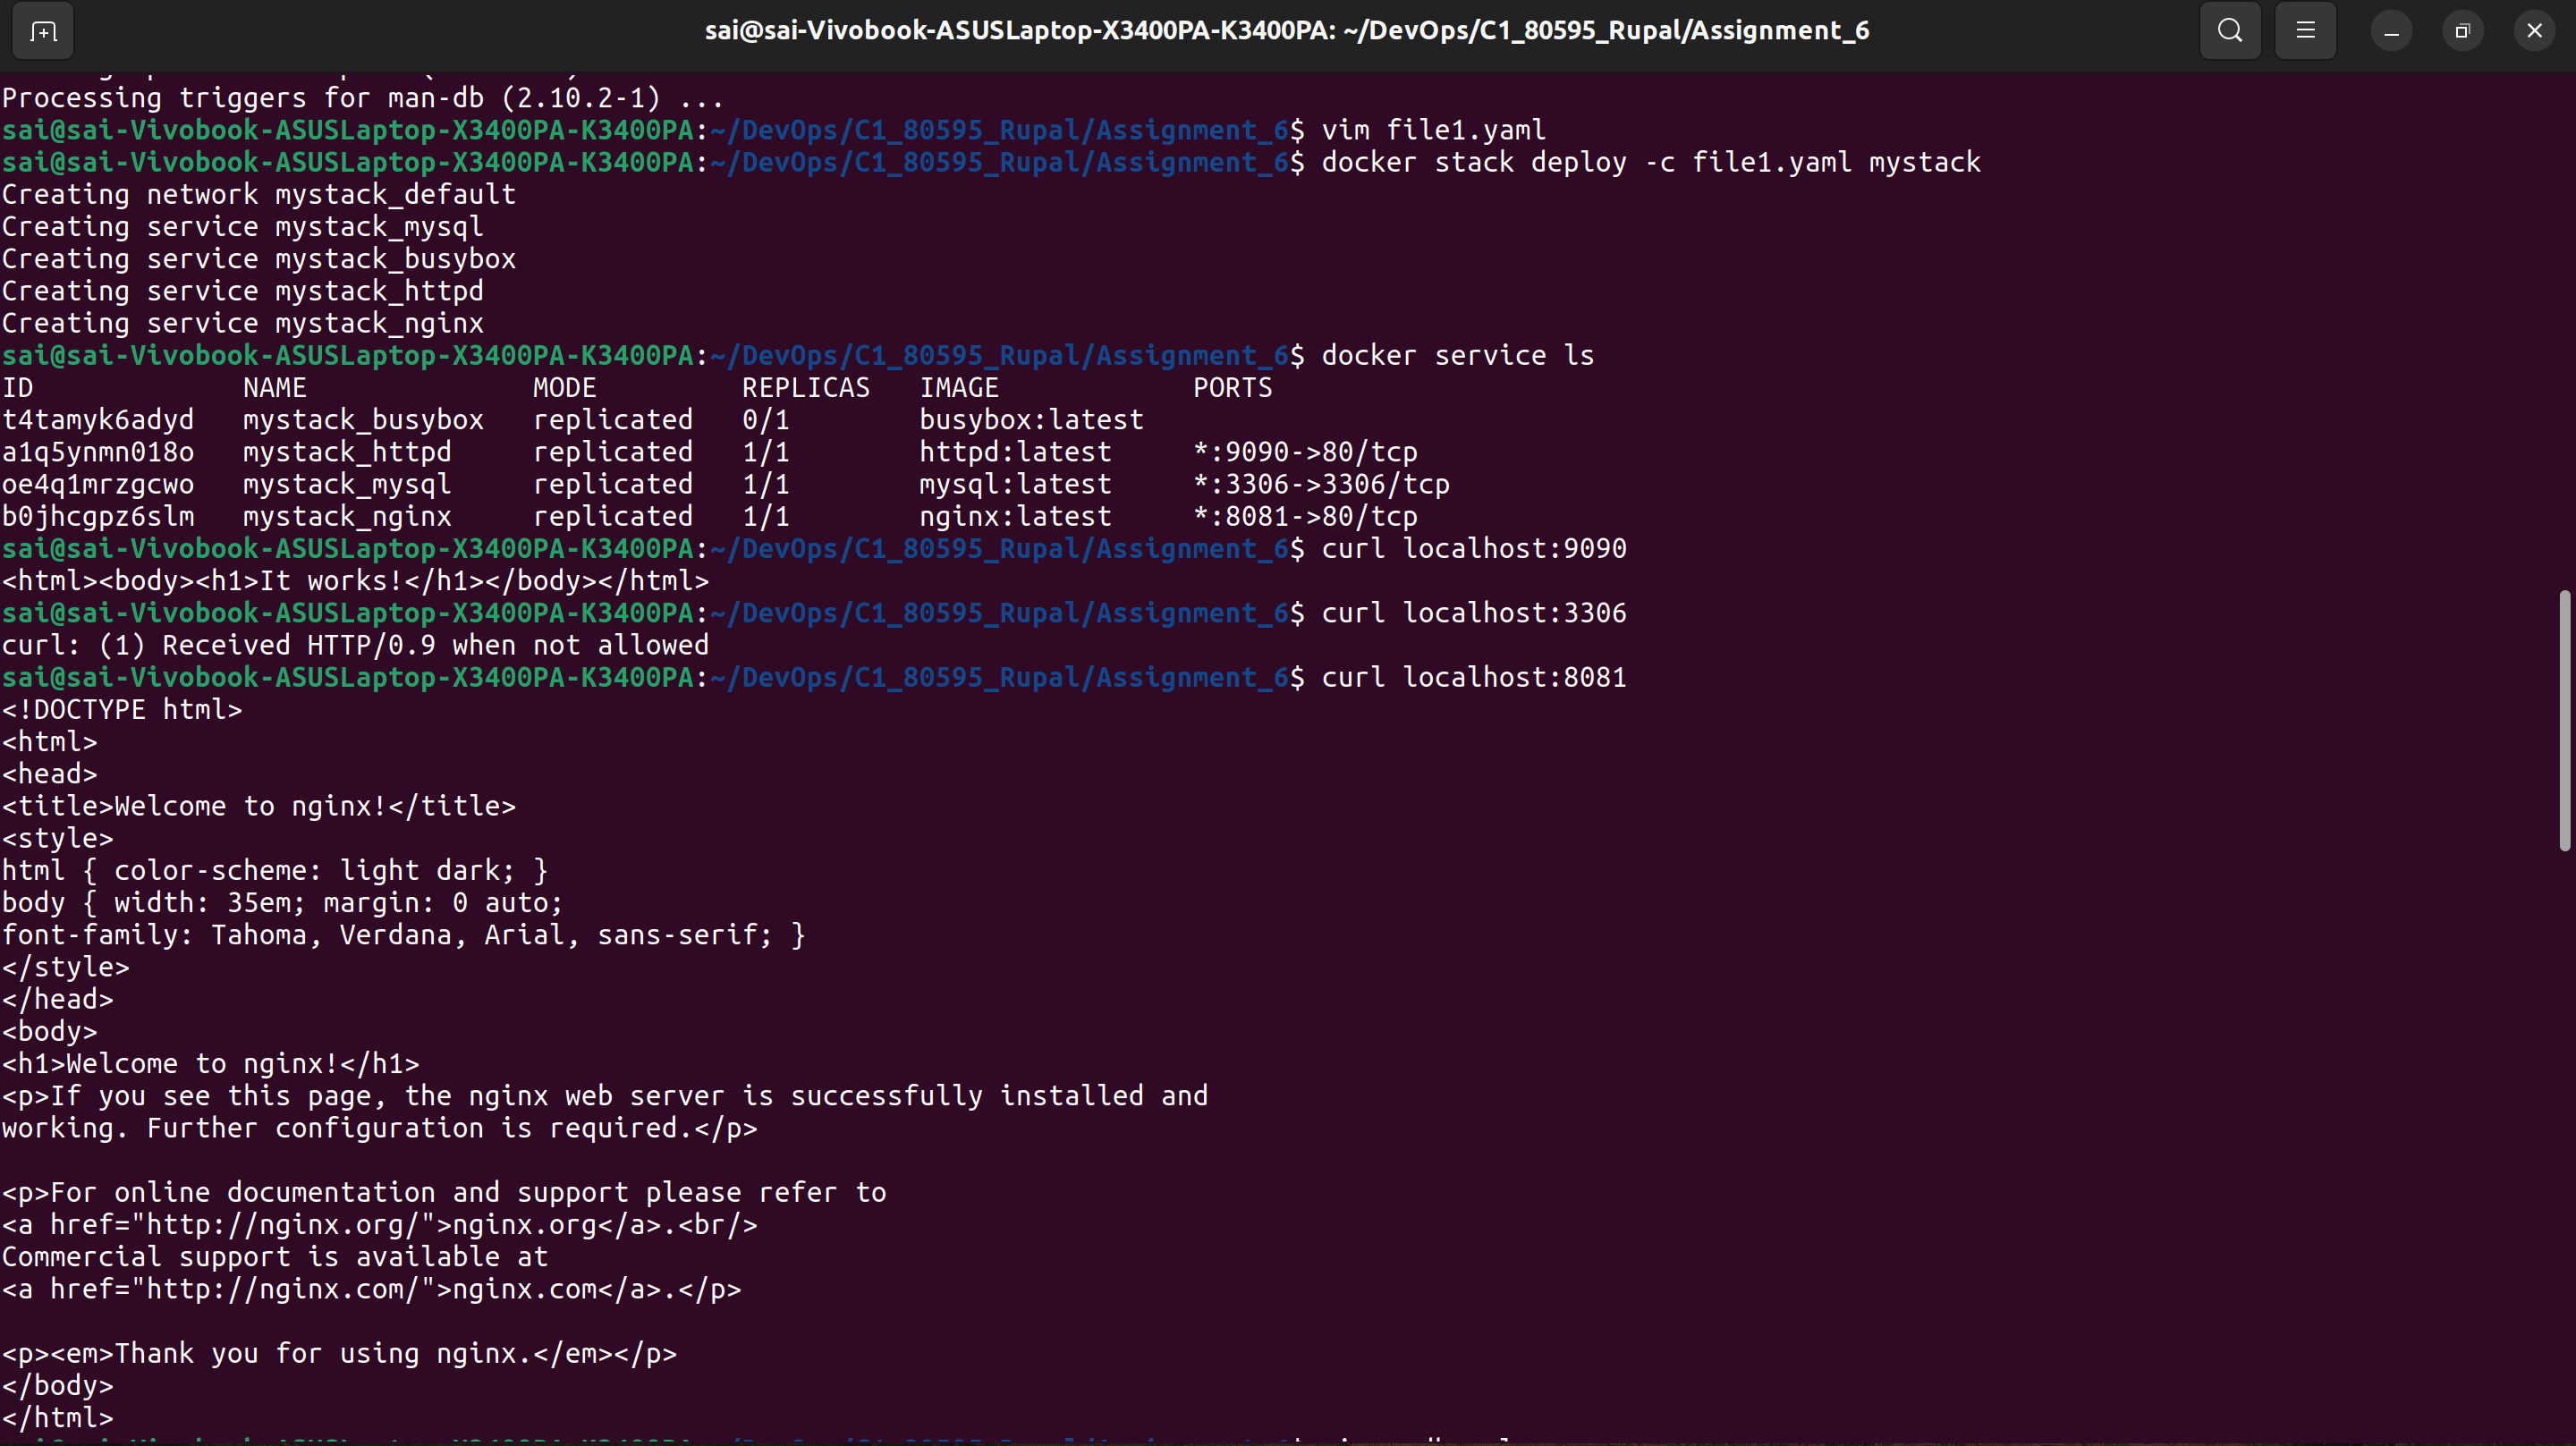 sai@sai-Vivobook-ASUSLaptop-X3400PA-K3400PA: ~/DevOps/C1_80595_Rupal/Assignment_6
Processing triggers for man-db (2.10.2-1) ...
sai@sai-Vivobook-ASUSLaptop-X3400PA-K3400PA:~/DevOps/C1_80595_Rupal/Assignment_6$ vim file1.yaml
sai@sai-Vivobook-ASUSLaptop-X3400PA-K3400PA:~/DevOps/C1_80595_Rupal/Assignment_6$ docker stack deploy -c file1.yaml mystack
Creating network mystack_default
Creating service mystack_mysql
Creating service mystack_busybox
Creating service mystack_httpd
Creating service mystack_nginx
sai@sai-Vivobook-ASUSLaptop-X3400PA-K3400PA:~/DevOps/C1_80595_Rupal/Assignment_6$ docker service ls
ID             NAME              MODE         REPLICAS   IMAGE            PORTS
t4tamyk6adyd   mystack_busybox   replicated   0/1        busybox:latest
a1q5ynmn018o   mystack_httpd     replicated   1/1        httpd:latest     *:9090->80/tcp
oe4q1mrzgcwo   mystack_mysql     replicated   1/1        mysql:latest     *:3306->3306/tcp
b0jhcgpz6slm   mystack_nginx     replicated   1/1        nginx:latest     *:8081->80/tcp
sai@sai-Vivobook-ASUSLaptop-X3400PA-K3400PA:~/DevOps/C1_80595_Rupal/Assignment_6$ curl localhost:9090
<html><body><h1>It works!</h1></body></html>
sai@sai-Vivobook-ASUSLaptop-X3400PA-K3400PA:~/DevOps/C1_80595_Rupal/Assignment_6$ curl localhost:3306
curl: (1) Received HTTP/0.9 when not allowed
sai@sai-Vivobook-ASUSLaptop-X3400PA-K3400PA:~/DevOps/C1_80595_Rupal/Assignment_6$ curl localhost:8081
<!DOCTYPE html>
<html>
<head>
<title>Welcome to nginx!</title>
<style>
html { color-scheme: light dark; }
body { width: 35em; margin: 0 auto;
font-family: Tahoma, Verdana, Arial, sans-serif; }
</style>
</head>
<body>
<h1>Welcome to nginx!</h1>
<p>If you see this page, the nginx web server is successfully installed and
working. Further configuration is required.</p>

<p>For online documentation and support please refer to
<a href="http://nginx.org/">nginx.org</a>.<br/>
Commercial support is available at
<a href="http://nginx.com/">nginx.com</a>.</p>

<p><em>Thank you for using nginx.</em></p>
</body>
</html>